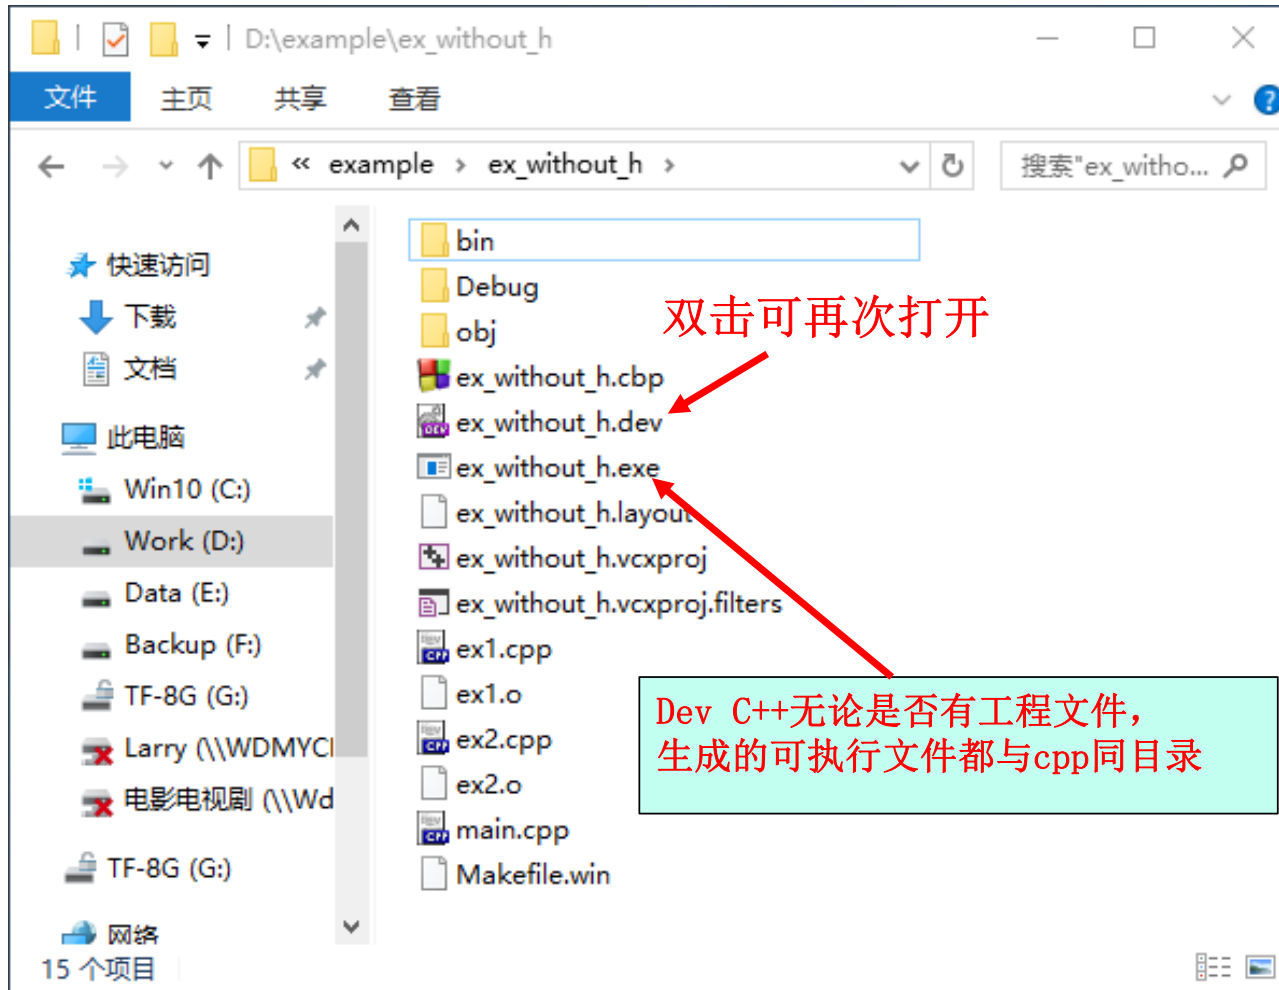 D:\example\ex_without_h
文件 主页 共享 查看
« example › ex_without_h › 搜索"ex_witho...
快速访问
下载
文档
此电脑
Win10 (C:)
Work (D:)
Data (E:)
Backup (F:)
TF-8G (G:)
Larry (\\WDMYCl
电影电视剧 (\\Wd
TF-8G (G:)
网络
bin
Debug
obj
ex_without_h.cbp
ex_without_h.dev
ex_without_h.exe
ex_without_h.layout
ex_without_h.vcxproj
ex_without_h.vcxproj.filters
ex1.cpp
ex1.o
ex2.cpp
ex2.o
main.cpp
Makefile.win
双击可再次打开
Dev C++无论是否有工程文件，
生成的可执行文件都与cpp同目录
15 个项目